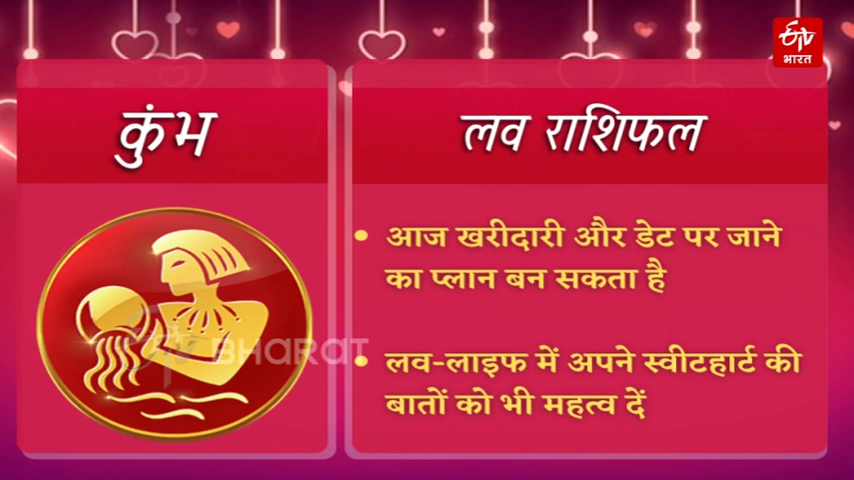 ETV
भारत
कुंभ
लव राशिफल
• आज खरीदारी और डेट पर जाने
का प्लान बन सकता है
• लव-लाइफ में अपने स्वीटहार्ट की
बातों को भी महत्व दें
BHARAT